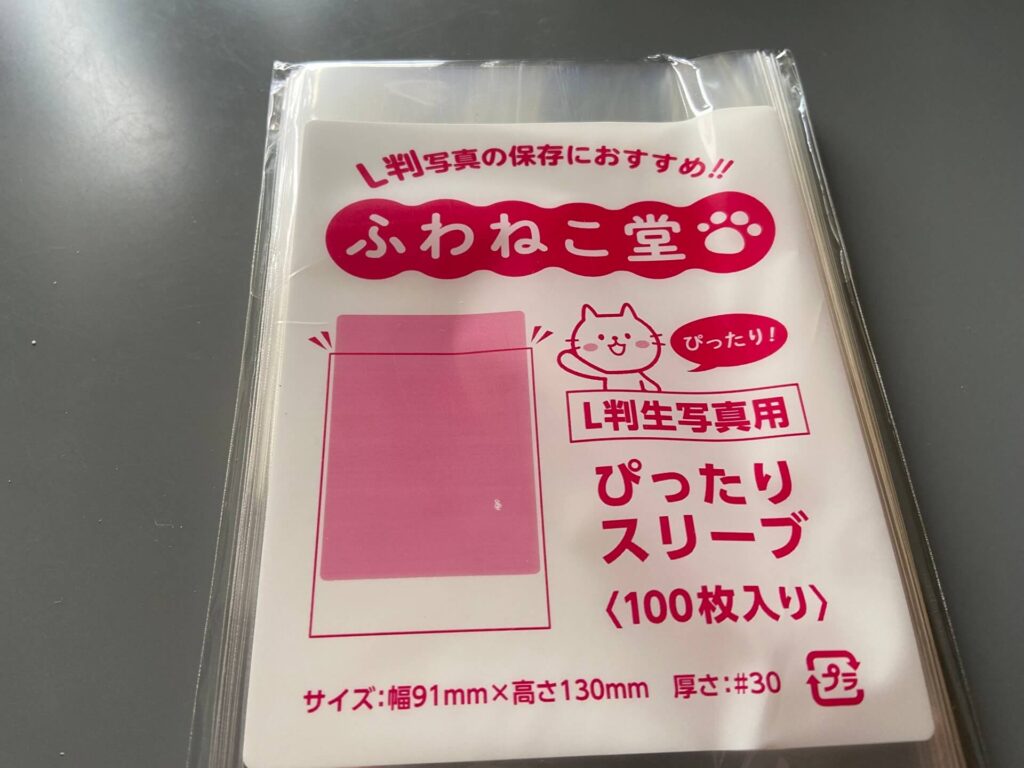 L判写真の保存におすすめ!!
ふわねこ堂
ぴったり!
L判生写真用
ぴったり
スリーブ
〈100枚入り〉
サイズ:幅91mm×高さ130mm 厚さ:#30
プラ